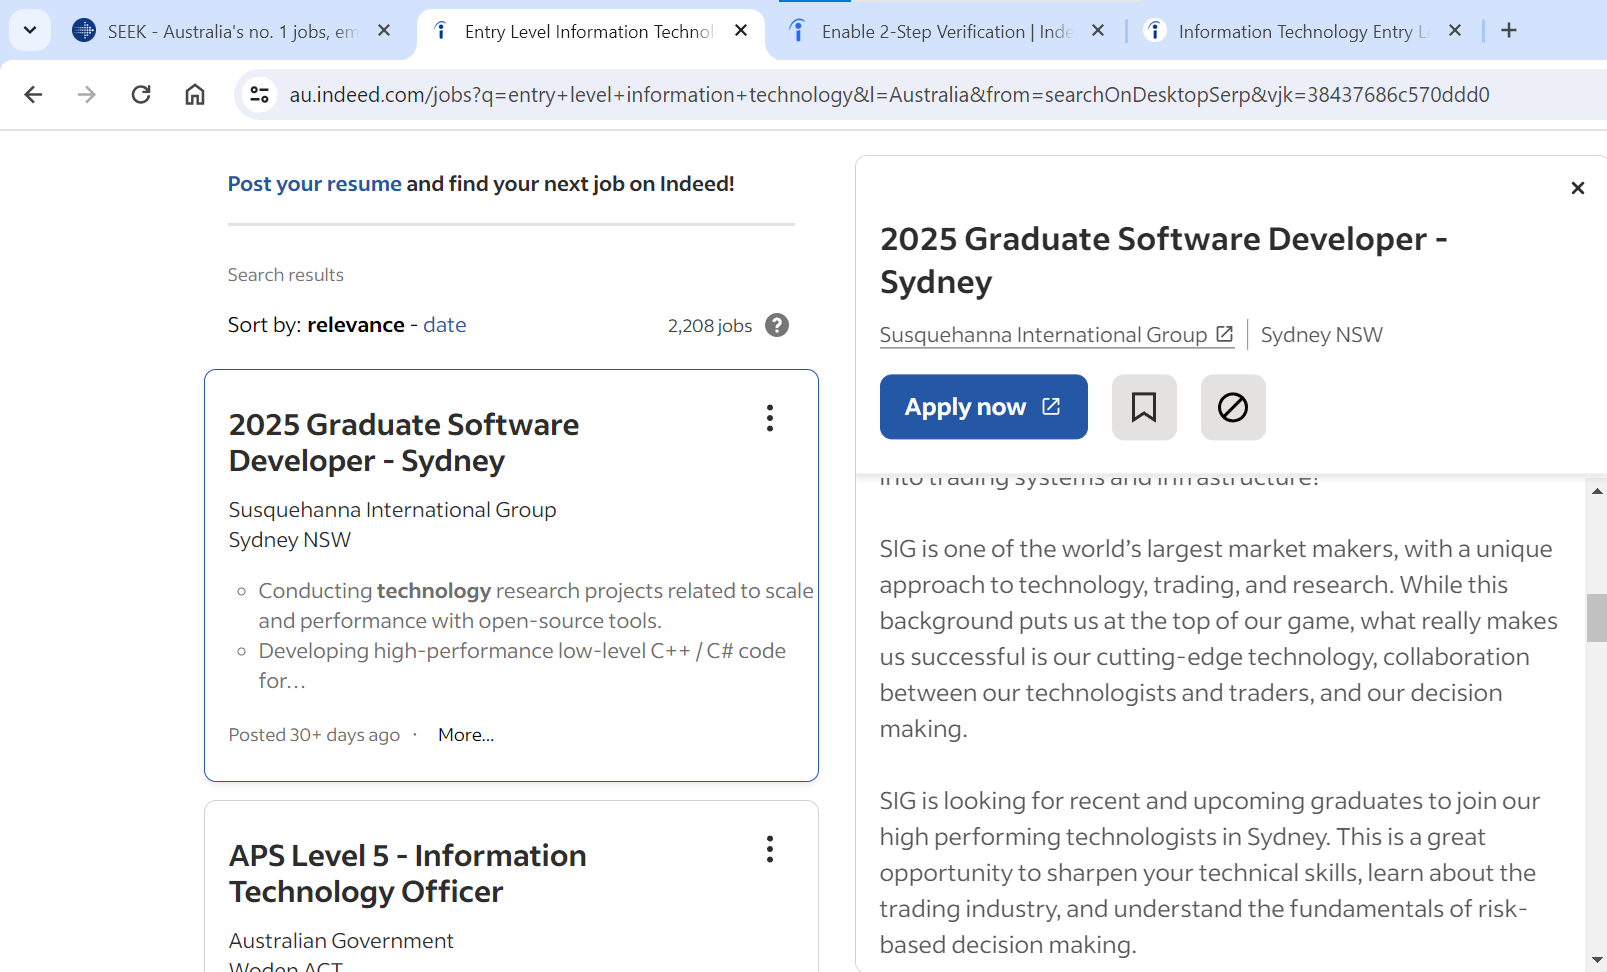 SEEK - Australia's no. 1 jobs, em
Entry Level Information Technol
Enable 2-Step Verification | Inde
Information Technology Entry L
au.indeed.com/jobs?q=entry+level+information+technology&l=Australia&from=searchOnDesktopSerp&vjk=38437686c570ddd0
Post your resume and find your next job on Indeed!
Search results
Sort by: relevance - date
2,208 jobs
2025 Graduate Software
Developer - Sydney
Susquehanna International Group
Sydney NSW
Conducting technology research projects related to scale
and performance with open-source tools.
Developing high-performance low-level C++ / C# code
for…
Posted 30+ days ago · More...
APS Level 5 - Information
Technology Officer
Australian Government
Woden ACT
2025 Graduate Software Developer -
Sydney
Susquehanna International Group
Sydney NSW
Apply now
into trading systems and infrastructure!
SIG is one of the world’s largest market makers, with a unique
approach to technology, trading, and research. While this
background puts us at the top of our game, what really makes
us successful is our cutting-edge technology, collaboration
between our technologists and traders, and our decision
making.
SIG is looking for recent and upcoming graduates to join our
high performing technologists in Sydney. This is a great
opportunity to sharpen your technical skills, learn about the
trading industry, and understand the fundamentals of risk-
based decision making.